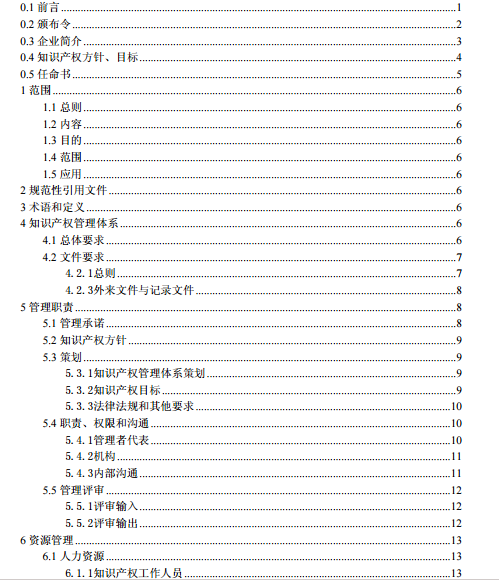 0.1 前言........................1
0.2 颁布令........................2
0.3 企业简介........................3
0.4 知识产权方针、目标........................4
0.5 任命书........................5
1 范围........................6
1.1 总则........................6
1.2 内容........................6
1.3 目的........................6
1.4 范围........................6
1.5 应用........................6
2 规范性引用文件........................6
3 术语和定义........................6
4 知识产权管理体系........................6
4.1 总体要求........................6
4.2 文件要求........................7
4.2.1总则........................7
4.2.3外来文件与记录文件........................8
5 管理职责........................8
5.1 管理承诺........................8
5.2 知识产权方针........................9
5.3 策划........................9
5.3.1知识产权管理体系策划........................9
5.3.2知识产权目标........................9
5.3.3法律法规和其他要求........................10
5.4 职责、权限和沟通........................10
5.4.1管理者代表........................10
5.4.2机构........................11
5.4.3内部沟通........................11
5.5 管理评审........................12
5.5.1评审输入........................12
5.5.2评审输出........................12
6 资源管理........................13
6.1 人力资源........................13
6.1.1知识产权工作人员........................13